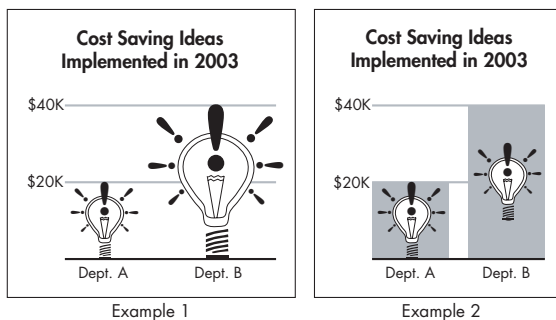 Cost Saving Ideas
Implemented in 2003
$40K
$20K
Dept. A Dept. B
Example 1
Cost Saving Ideas
Implemented in 2003
$40K
$20K
Dept. A Dept. B
Example 2